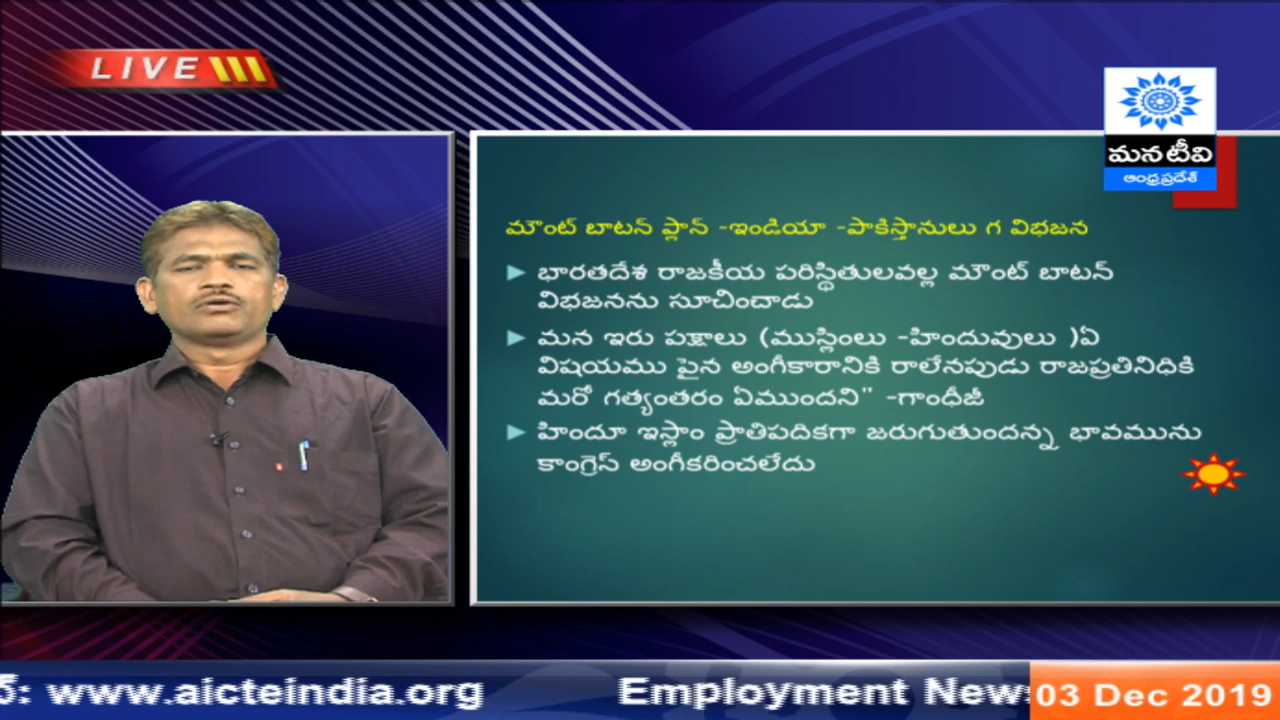 LIVE
మన టీవి
ఆంధ్రప్రదేశ్
మౌంట్ బాటన్ ప్లాన్ -ఇండియా -పాకిస్తానులు గ విభజన
భారతదేశ రాజకీయ పరిస్థితులవల్ల మౌంట్ బాటన్
విభజనను సూచించాడు
మన ఇరు పక్షాలు (ముస్లింలు -హిందువులు )ఏ
విషయము పైన అంగీకారానికి రాలేనపుడు రాజప్రతినిధికి
మరో గత్యంతరం ఏముందని" -గాంధీజీ
హిందూ ఇస్లాం ప్రాతిపదికగా జరుగుతుందన్న భావమును
కాంగ్రెస్ అంగీకరించలేదు
: www.aicteindia.org Employment News 03 Dec 2019